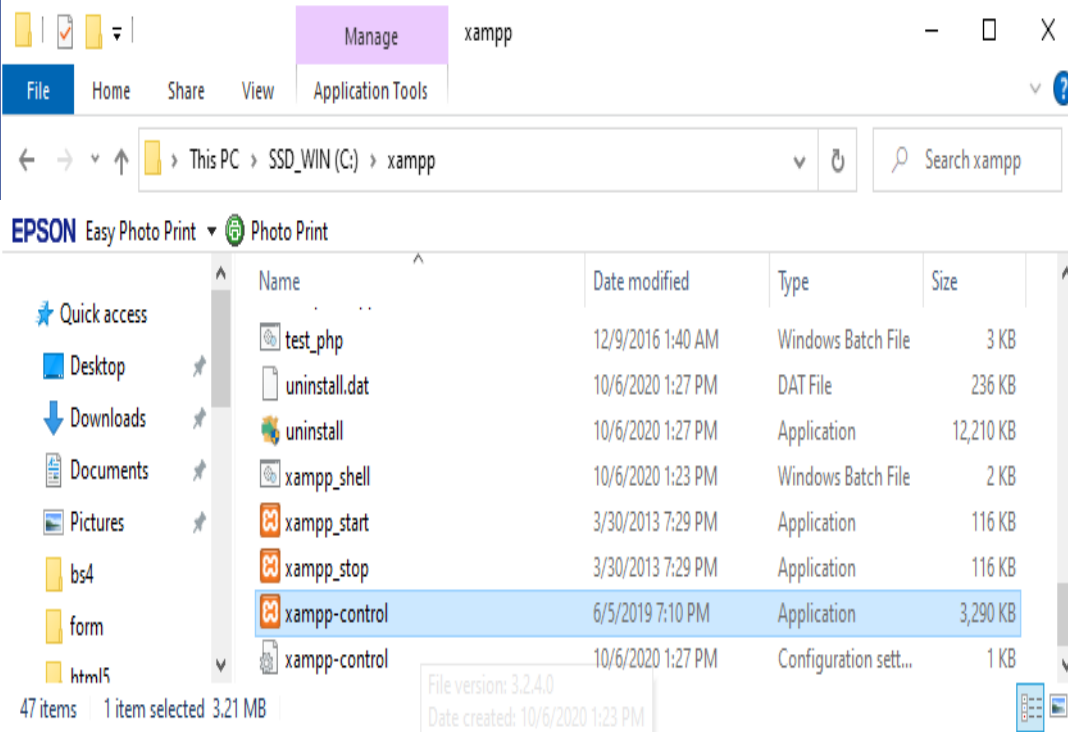 Manage xampp
File Home Share View Application Tools ?
This PC > SSD_WIN (C:) > xampp Search xampp
EPSON Easy Photo Print Photo Print
Name Date modified Type Size
Quick access
Desktop
Downloads
Documents
Pictures
bs4
form
html5
test_php 12/9/2016 1:40 AM Windows Batch File 3 KB
uninstall.dat 10/6/2020 1:27 PM DAT File 236 KB
uninstall 10/6/2020 1:27 PM Application 12,210 KB
xampp_shell 10/6/2020 1:23 PM Windows Batch File 2 KB
xampp_start 3/30/2013 7:29 PM Application 116 KB
xampp_stop 3/30/2013 7:29 PM Application 116 KB
xampp-control 6/5/2019 7:10 PM Application 3,290 KB
xampp-control 10/6/2020 1:27 PM Configuration sett... 1 KB
File version: 3.2.4.0
Date created: 10/6/2020 1:23 PM
47 items 1 item selected 3.21 MB